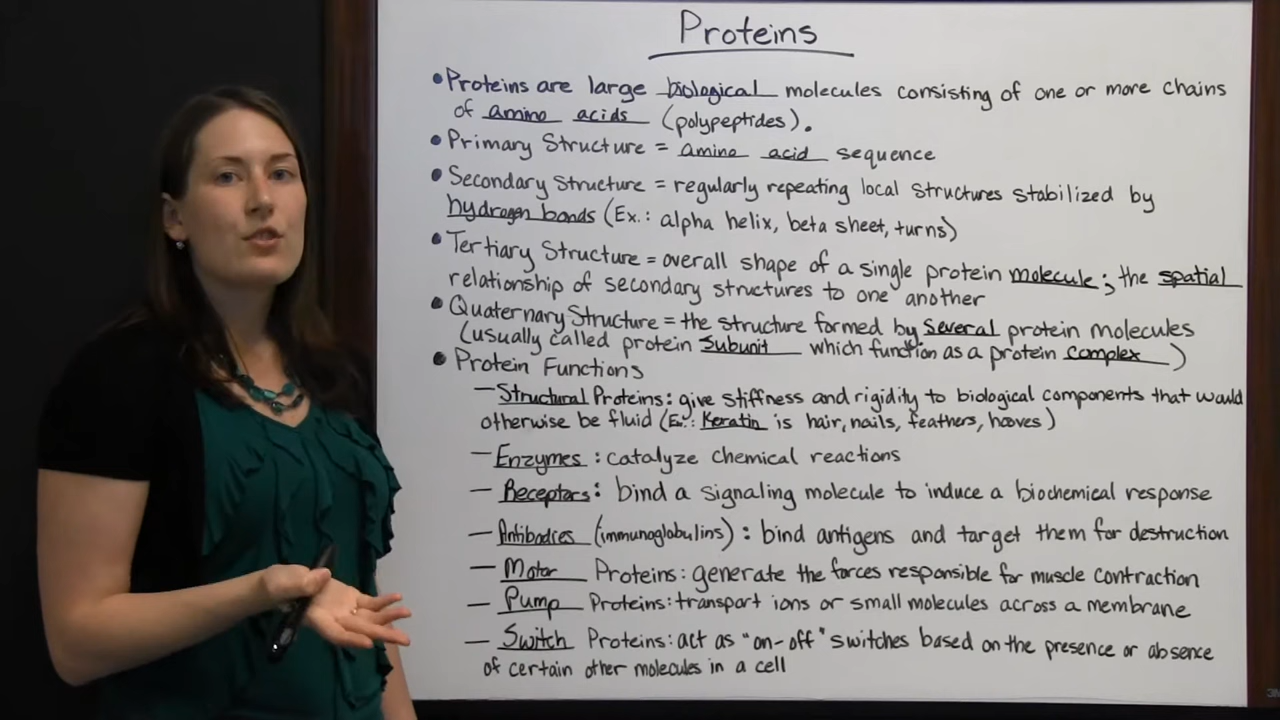 Proteins
• Proteins are large biological molecules consisting of one or more chains
of amino acids (polypeptides).
• Primary Structure = amino acid sequence
• Secondary Structure = regularly repeating local structures stabilized by
hydrogen bonds (Ex.: alpha helix, beta sheet, turns)
• Tertiary Structure = overall shape of a single protein molecule; the spatial
relationship of secondary structures to one another
• Quaternary Structure = the structure formed by several protein molecules
(usually called protein subunit which function as a protein complex)
• Protein Functions
— Structural Proteins: give stiffness and rigidity to biological components that would
otherwise be fluid (Ex.: Keratin is hair, nails, feathers, hooves)
— Enzymes: catalyze chemical reactions
— Receptors: bind a signaling molecule to induce a biochemical response
— Antibodies (immunoglobulins): bind antigens and target them for destruction
— Motor Proteins: generate the forces responsible for muscle contraction
— Pump Proteins: transport ions or small molecules across a membrane
— Switch Proteins: act as "on-off" switches based on the presence or absence
of certain other molecules in a cell
3M